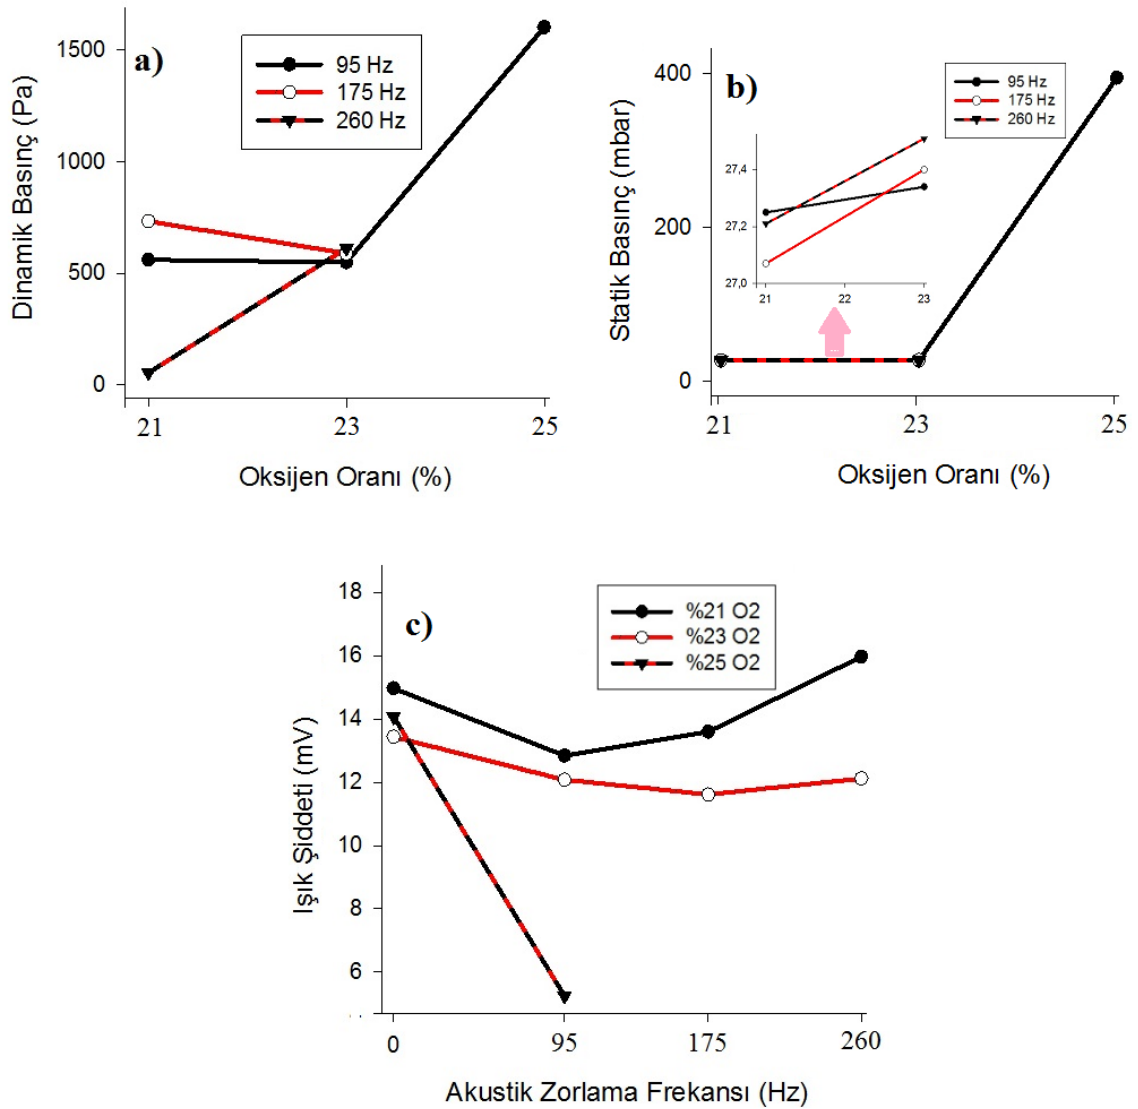 a)
95 Hz
175 Hz
260 Hz
Dinamik Basınç (Pa)
1500
1000
500
0
21
23
25
Oksijen Oranı (%)
b)
95 Hz
175 Hz
260 Hz
Statik Basınç (mbar)
400
200
0
27,4
27,2
27,0
21
22
23
21
23
25
Oksijen Oranı (%)
c)
%21 O2
%23 O2
%25 O2
Işık Şiddeti (mV)
18
16
14
12
10
8
6
0
95
175
260
Akustik Zorlama Frekansı (Hz)